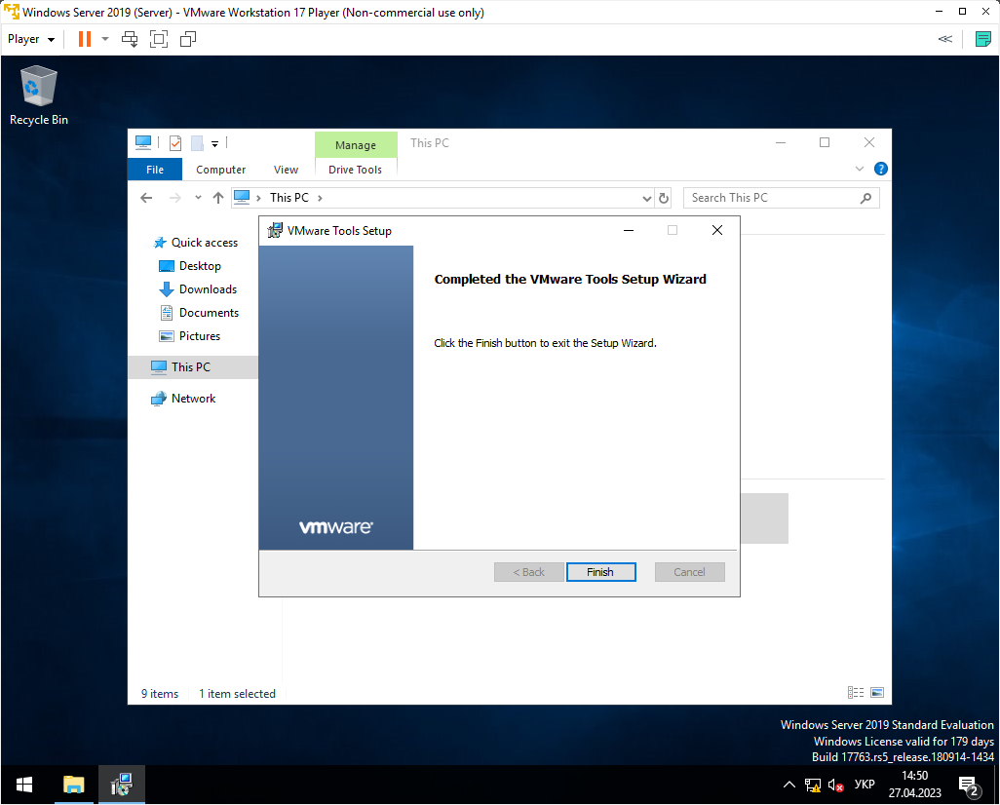 Windows Server 2019 (Server) - VMware Workstation 17 Player (Non-commercial use only)
Player
Recycle Bin
Manage
This PC
File
Computer
View
Drive Tools
This PC
Search This PC
Quick access
Desktop
Downloads
Documents
Pictures
This PC
Network
VMware Tools Setup
Completed the VMware Tools Setup Wizard
Click the Finish button to exit the Setup Wizard.
vmware
< Back
Finish
Cancel
9 items
1 item selected
Windows Server 2019 Standard Evaluation
Windows License valid for 179 days
Build 17763.rs5_release.180914-1434
УКР
14:50
27.04.2023
2